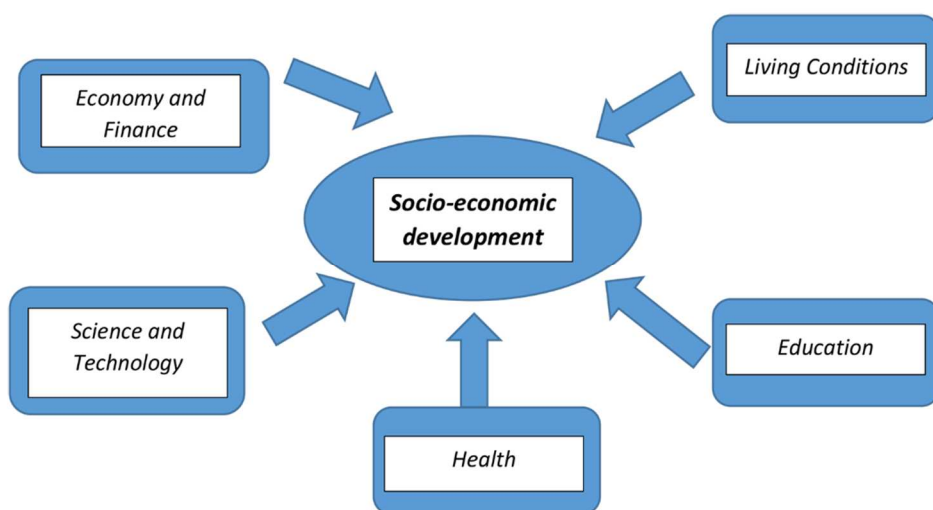 Economy and
Finance
Living Conditions
Socio-economic
development
Science and
Technology
Education
Health